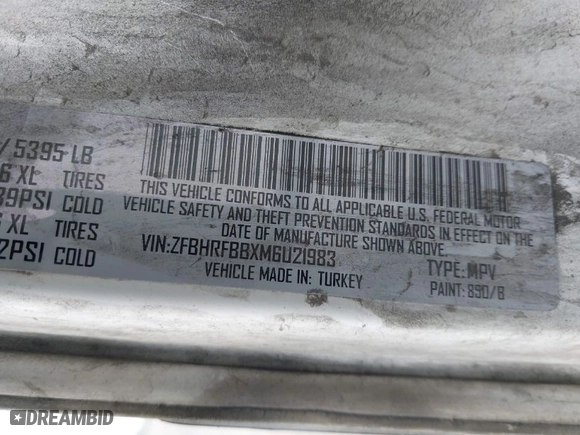 / 5395 LB
6 XL TIRES
39PSI COLD
6 XL TIRES
2PSI COLD
THIS VEHICLE CONFORMS TO ALL APPLICABLE U.S. FEDERAL MOTOR
VEHICLE SAFETY AND THEFT PREVENTION STANDARDS IN EFFECT ON THE
DATE OF MANUFACTURE SHOWN ABOVE.
VIN:ZFBHRFBBXM6U21983 TYPE:MPV
VEHICLE MADE IN: TURKEY PAINT: 890/B
DREAMBID